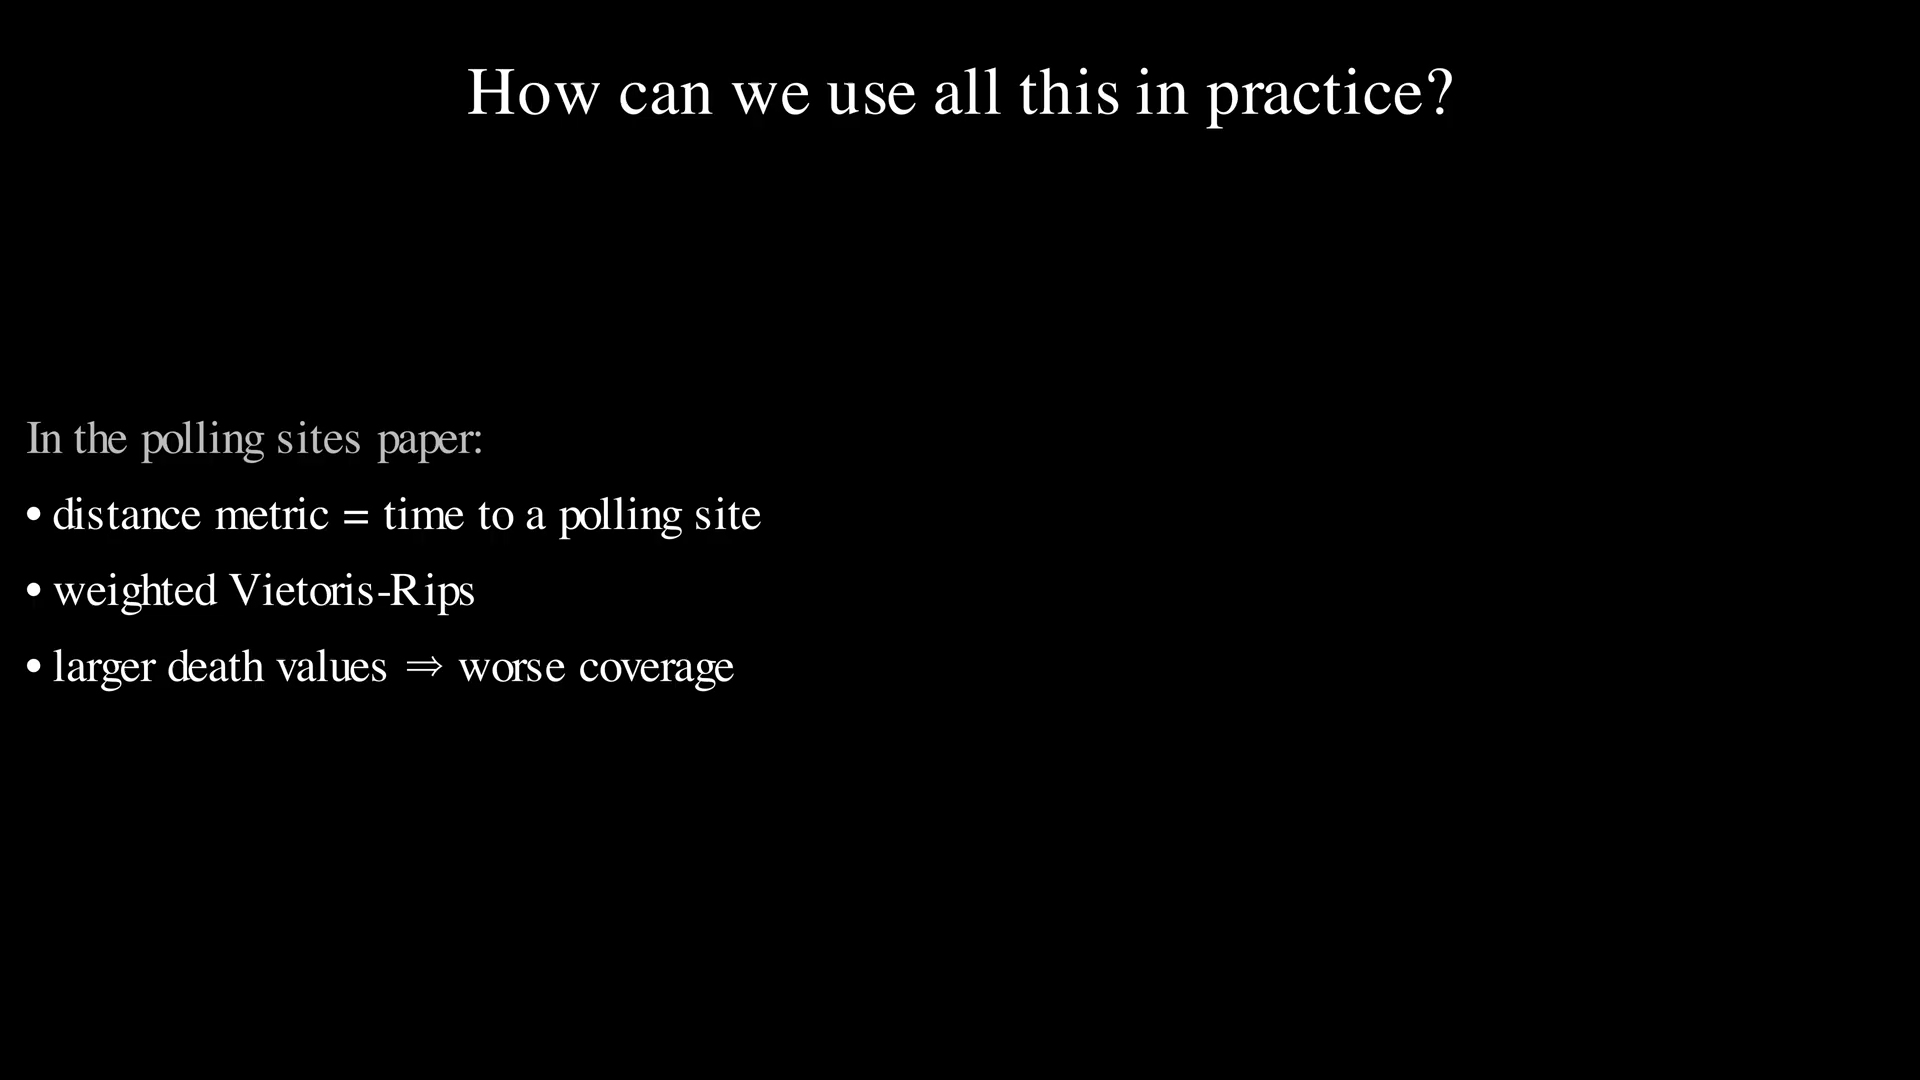 How can we use all this in practice?
In the polling sites paper:
• distance metric = time to a polling site
• weighted Vietoris-Rips
• larger death values ⇒ worse coverage